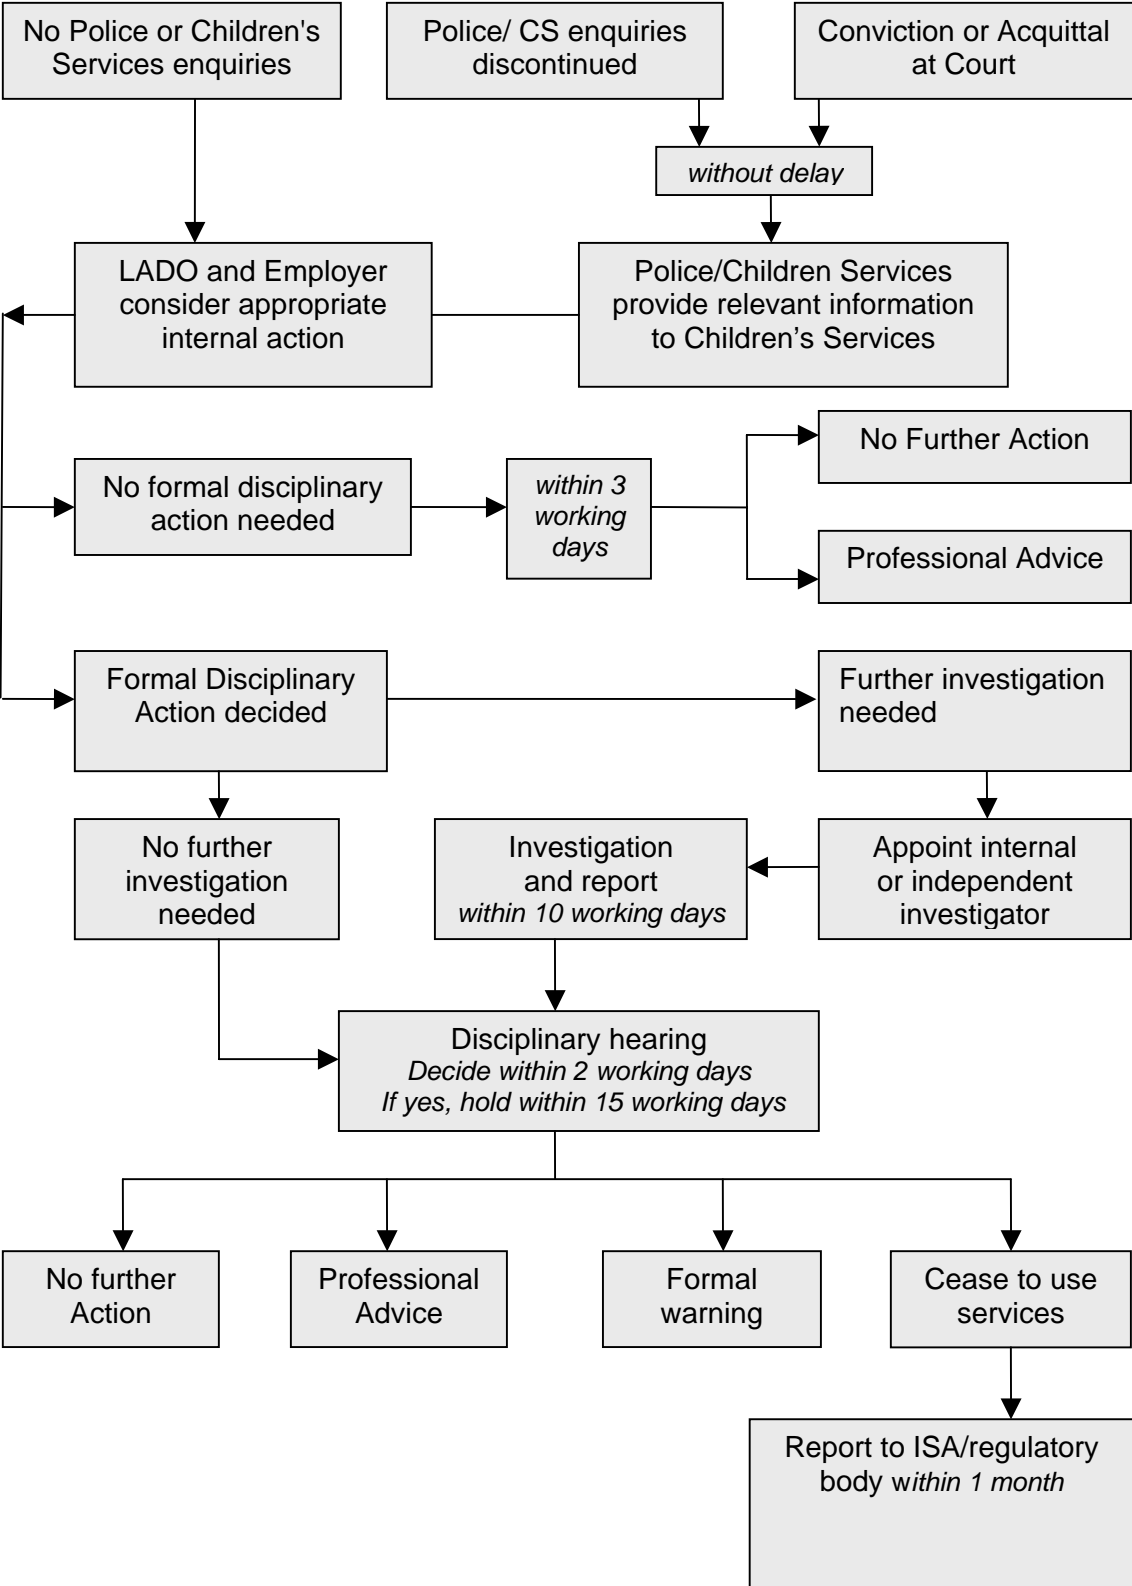 No Police or Children's
Services enquiries
Police/ CS enquiries
discontinued
Conviction or Acquittal
at Court
without delay
LADO and Employer
consider appropriate
internal action
Police/Children Services
provide relevant information
to Children’s Services
No Further Action
No formal disciplinary
action needed
within 3
working
days
Professional Advice
Formal Disciplinary
Action decided
Further investigation
needed
No further
investigation
needed
Investigation
and report
within 10 working days
Appoint internal
or independent
investigator
Disciplinary hearing
Decide within 2 working days
If yes, hold within 15 working days
No further
Action
Professional
Advice
Formal
warning
Cease to use
services
Report to ISA/regulatory
body within 1 month